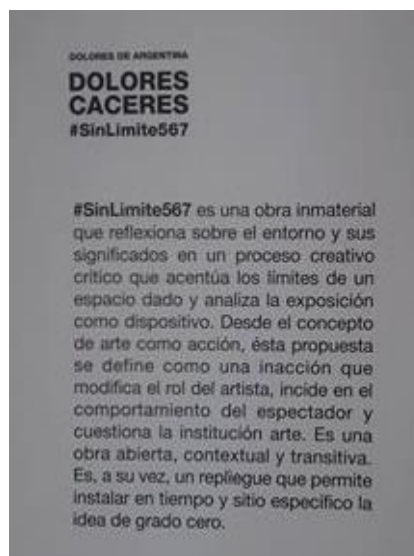 DOLORES DE ARGENTINA
DOLORES
CACERES
#SinLimite567
#SinLimite567 es una obra inmaterial
que reflexiona sobre el entorno y sus
significados en un proceso creativo
crítico que acentúa los límites de un
espacio dado y analiza la exposición
como dispositivo. Desde el concepto
de arte como acción, ésta propuesta
se define como una inacción que
modifica el rol del artista, incide en el
comportamiento del espectador y
cuestiona la institución arte. Es una
obra abierta, contextual y transitiva.
Es, a su vez, un repliegue que permite
instalar en tiempo y sitio específico la
idea de grado cero.